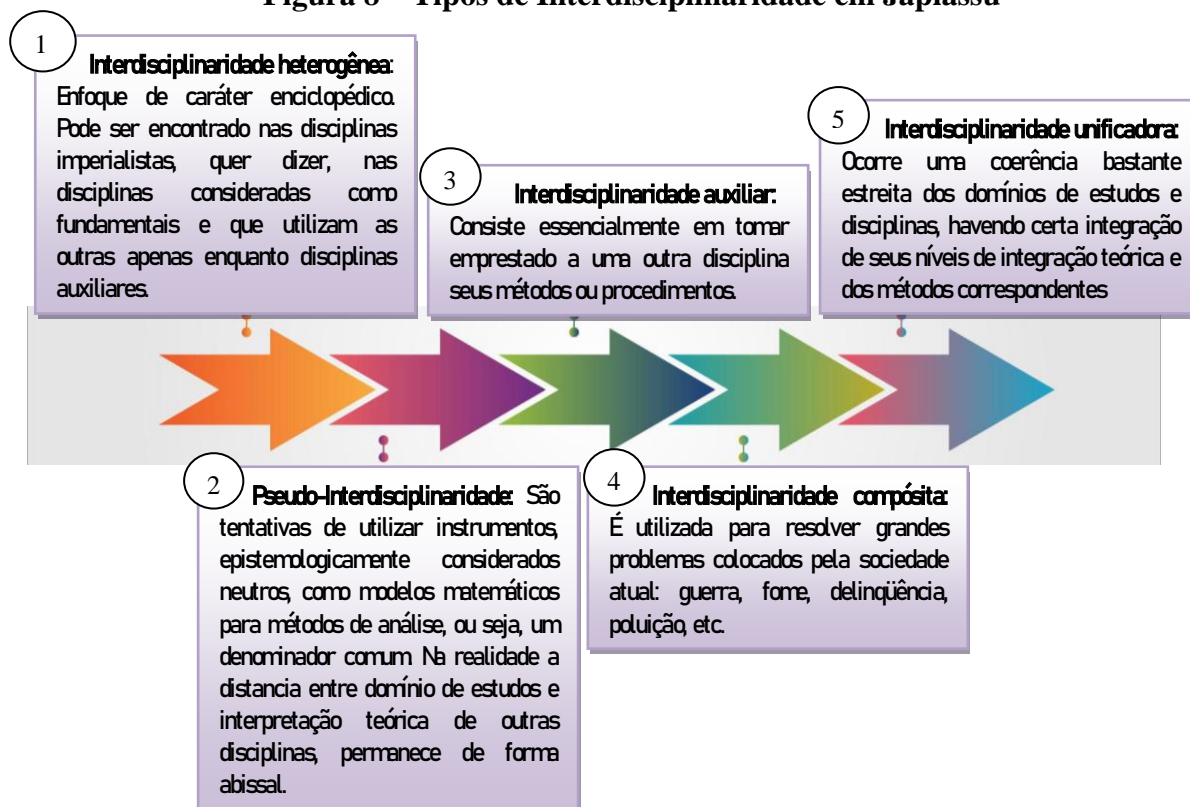 Figura 8 – Tipos de Interdisciplinaridade em Japiassu
1
Interdisciplinaridade heterogênea:
Enfoque de caráter enciclopédico.
Pode ser encontrado nas disciplinas
imperialistas, quer dizer, nas
disciplinas consideradas como
fundamentais e que utilizam as
outras apenas enquanto disciplinas
auxiliares.
2
Pseudo-Interdisciplinaridade: São
tentativas de utilizar instrumentos,
epistemologicamente considerados
neutros, como modelos matemáticos
para métodos de análise, ou seja, um
denominador comum. Na realidade a
distancia entre domínio de estudos e
interpretação teórica de outras
disciplinas, permanece de forma
abissal.
3
Interdisciplinaridade auxiliar:
Consiste essencialmente em tomar
emprestado a uma outra disciplina
seus métodos ou procedimentos.
4
Interdisciplinaridade compósita:
É utilizada para resolver grandes
problemas colocados pela sociedade
atual: guerra, fome, delinqüência,
poluição, etc.
5
Interdisciplinaridade unificadora:
Ocorre uma coerência bastante
estreita dos domínios de estudos e
disciplinas, havendo certa integração
de seus níveis de integração teórica e
dos métodos correspondentes